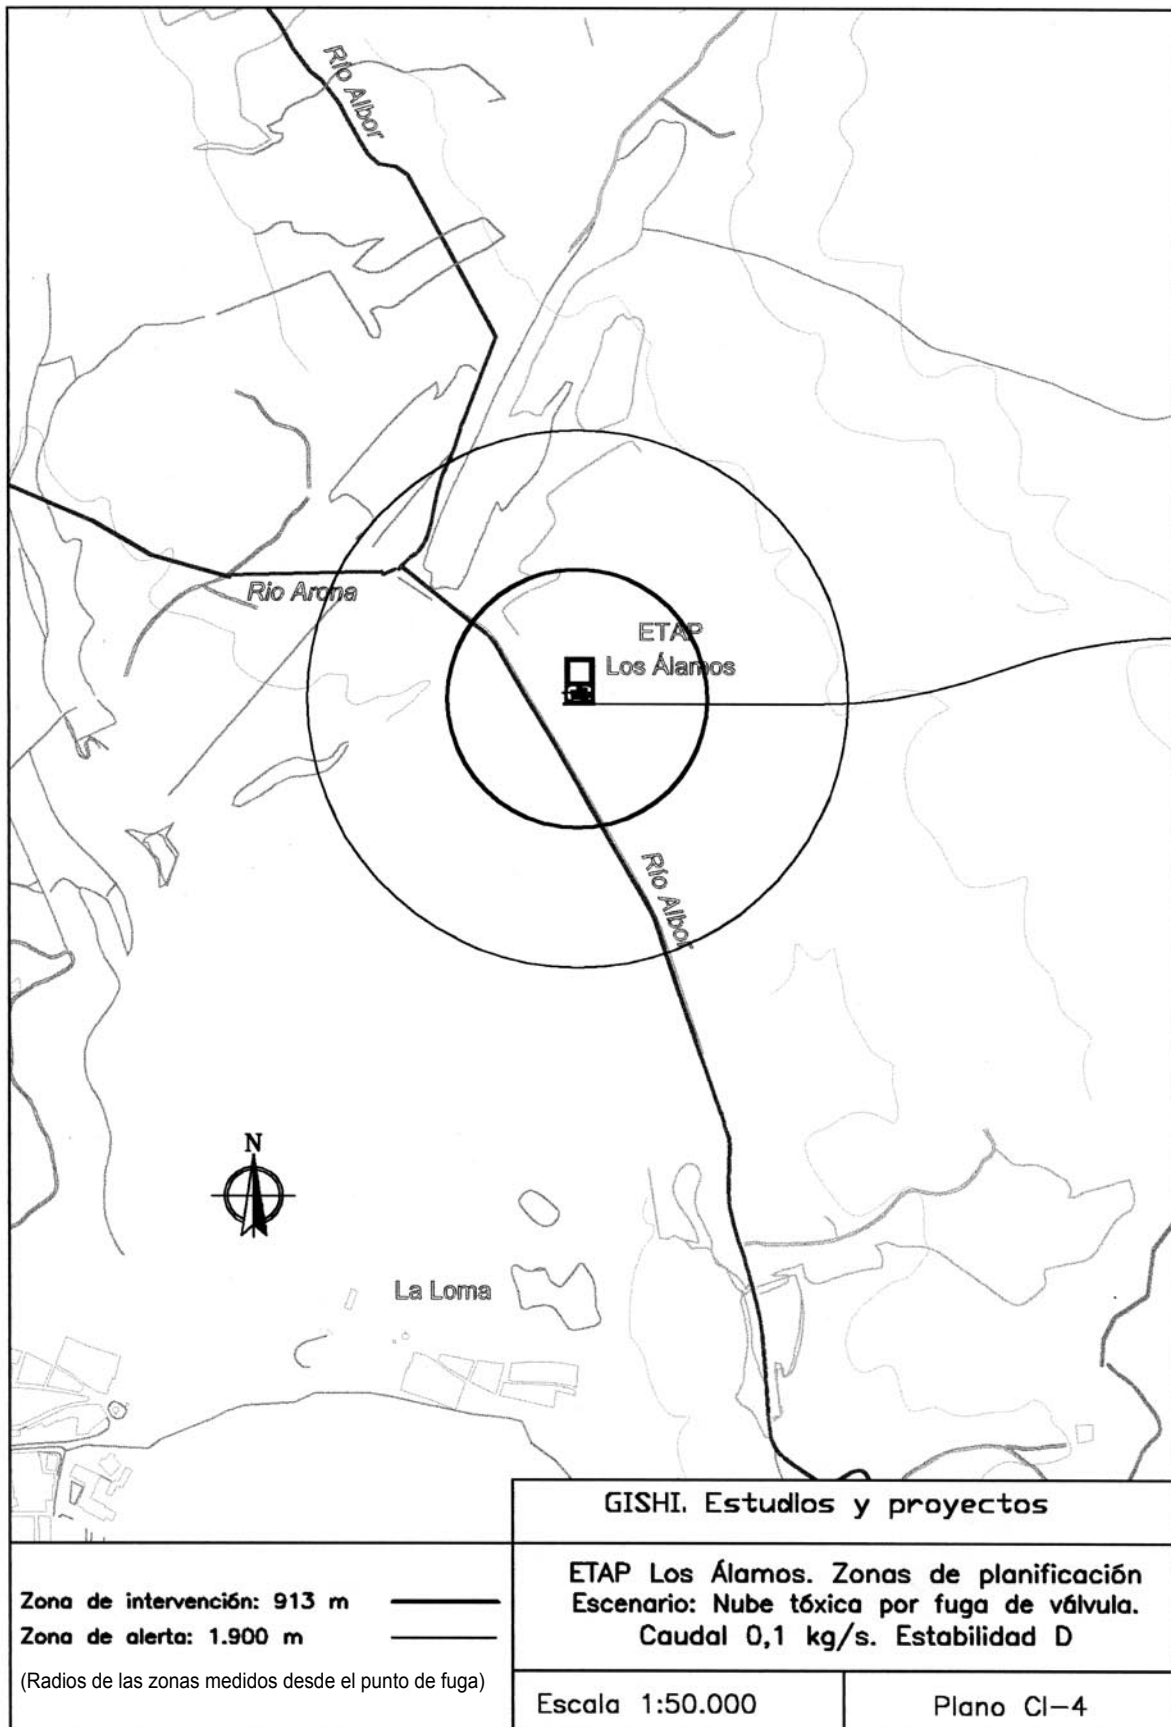 Río Albor
Rio Arona
ETAP
Los Álamos
Río Albor
N
La Loma
GISHI. Estudios y proyectos
ETAP Los Álamos. Zonas de planificación
Escenario: Nube tóxica por fuga de válvula.
Caudal 0,1 kg/s. Estabilidad D
Zona de intervención: 913 m
Zona de alerta: 1.900 m
(Radios de las zonas medidos desde el punto de fuga)
Escala 1:50.000
Plano CI-4